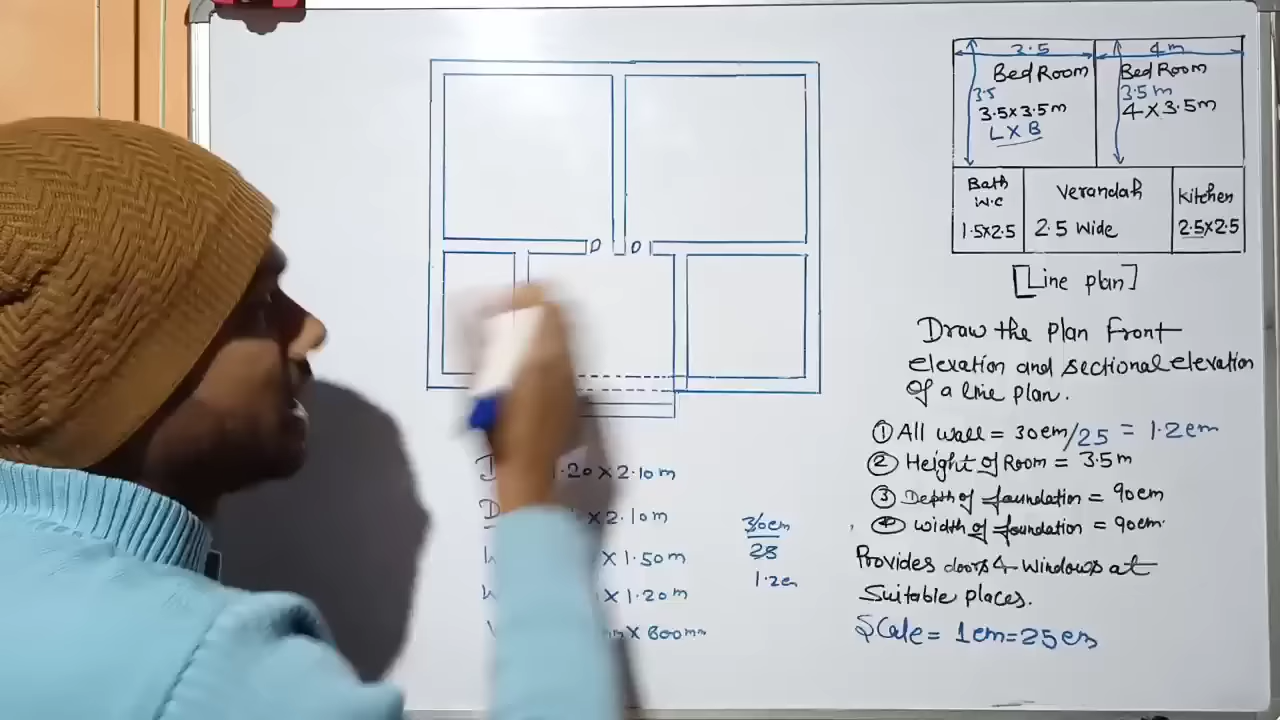 3.5
4m
Bed Room
Bed Room
3.5
3.5m
3.5x3.5m
4x3.5m
L x B
Bath
W.C
Verandah
Kitchen
1.5x2.5
2.5 Wide
2.5x2.5
[Line plan]
D
D
Draw the Plan Front
elevation and sectional elevation
of a line plan.
① All wall = 30cm/25 = 1.2cm
② Height of Room = 3.5m
③ Depth of foundation = 90cm
④ Width of foundation = 90cm.
Provides doors & windows at
Suitable places.
Scale = 1cm=25cm
D
1.20 x 2.10m
D
x 2.10m
x 1.50m
x 1.20m
x 600mm
30cm
25
1.2cm